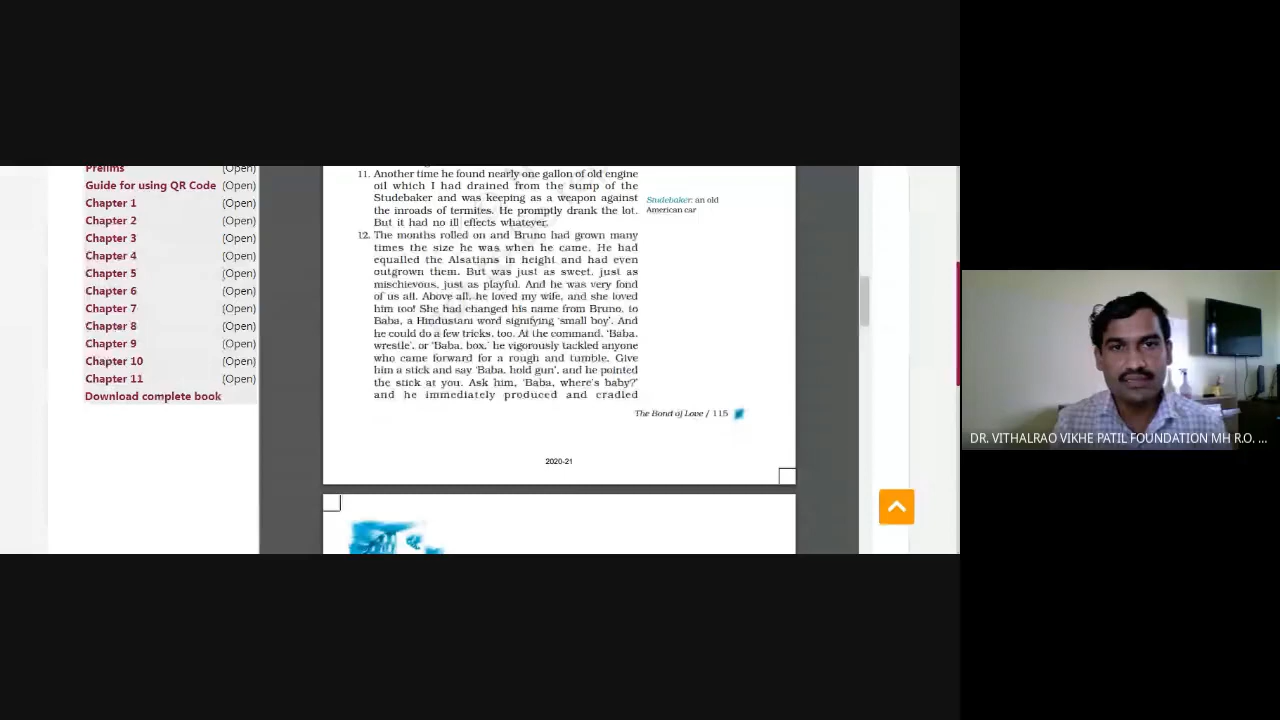 Prelims (Open)
Guide for using QR Code (Open)
Chapter 1 (Open)
Chapter 2 (Open)
Chapter 3 (Open)
Chapter 4 (Open)
Chapter 5 (Open)
Chapter 6 (Open)
Chapter 7 (Open)
Chapter 8 (Open)
Chapter 9 (Open)
Chapter 10 (Open)
Chapter 11 (Open)
Download complete book
11. Another time he found nearly one gallon of old engine
oil which I had drained from the sump of the
Studebaker and was keeping as a weapon against
the inroads of termites. He promptly drank the lot.
But it had no ill effects whatever.
Studebaker: an old
American car
12. The months rolled on and Bruno had grown many
times the size he was when he came. He had
equalled the Alsatians in height and had even
outgrown them. But was just as sweet, just as
mischievous, just as playful. And he was very fond
of us all. Above all, he loved my wife, and she loved
him too! She had changed his name from Bruno, to
Baba, a Hindustani word signifying ‘small boy’. And
he could do a few tricks, too. At the command, ‘Baba,
wrestle’, or ‘Baba, box,’ he vigorously tackled anyone
who came forward for a rough and tumble. Give
him a stick and say ‘Baba, hold gun’, and he pointed
the stick at you. Ask him, ‘Baba, where’s baby?’
and he immediately produced and cradled
The Bond of Love / 115
2020-21
DR. VITHALRAO VIKHE PATIL FOUNDATION MH R.O. ...